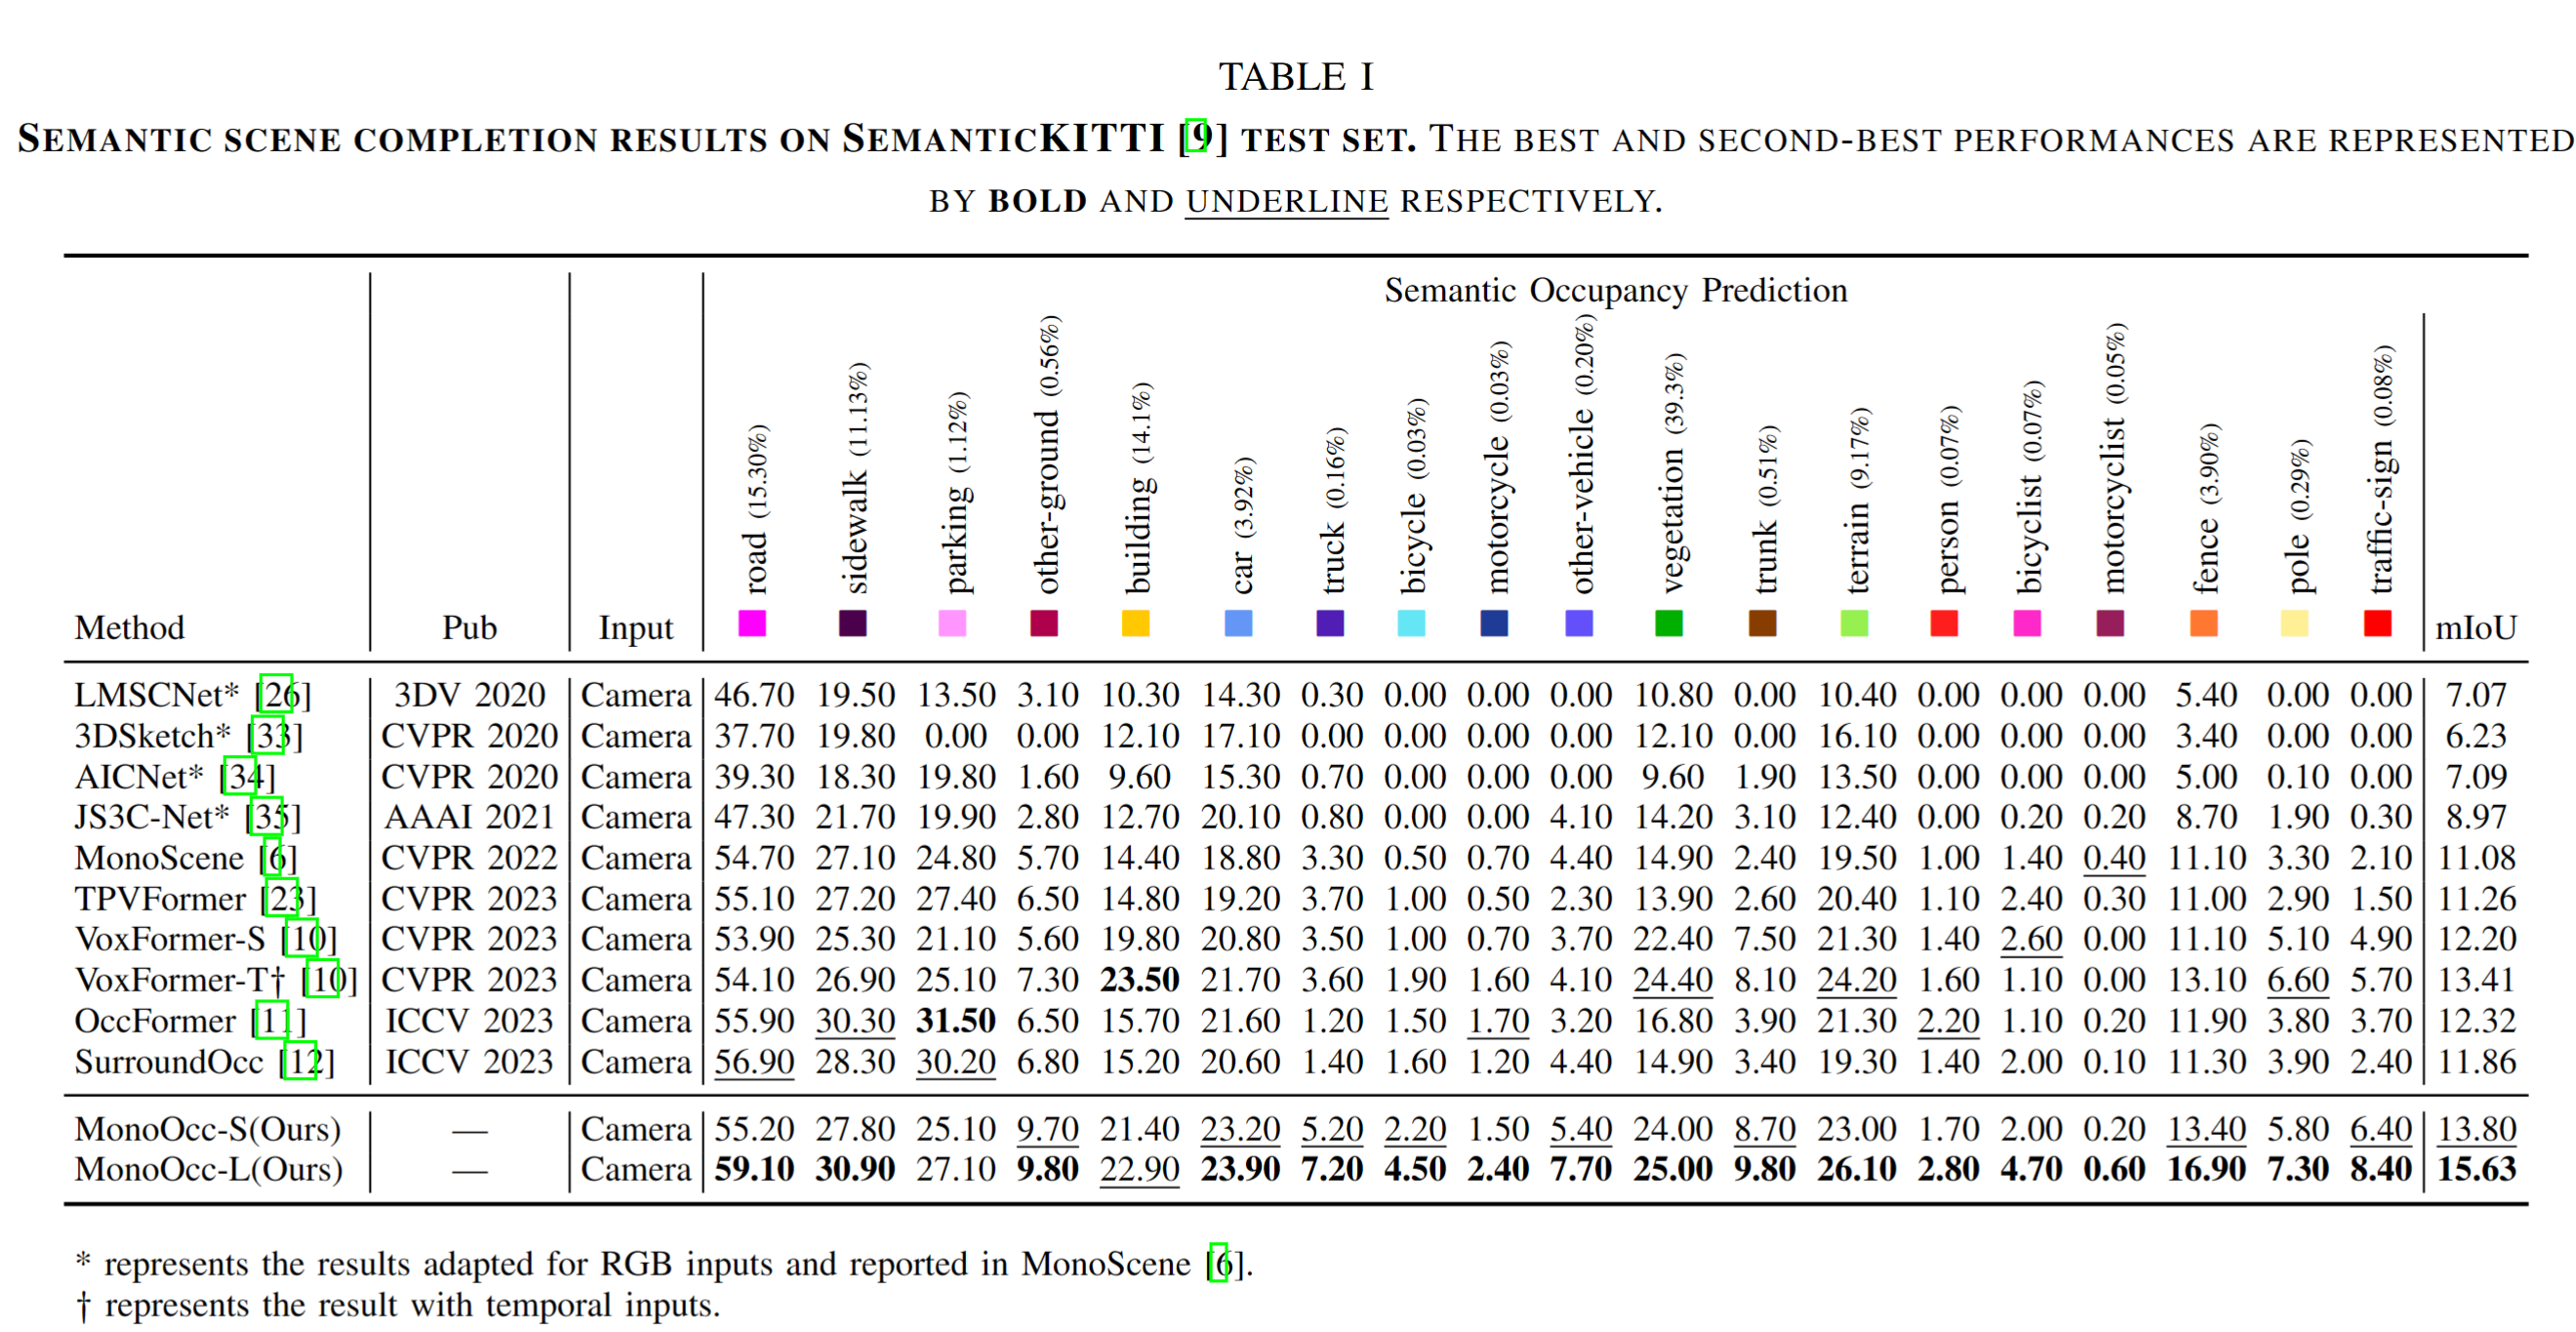 TABLE I
SEMANTIC SCENE COMPLETION RESULTS ON SEMANTICKITTI [9] TEST SET. THE BEST AND SECOND-BEST PERFORMANCES ARE REPRESENTED
BY BOLD AND UNDERLINE RESPECTIVELY.
Semantic Occupancy Prediction
Method Pub Input road (15.30%) sidewalk (11.13%) parking (1.12%) other-ground (0.56%) building (14.1%) car (3.92%) truck (0.16%) bicycle (0.03%) motorcycle (0.03%) other-vehicle (0.20%) vegetation (39.3%) trunk (0.51%) terrain (9.17%) person (0.07%) bicyclist (0.07%) motorcyclist (0.05%) fence (3.90%) pole (0.29%) traffic-sign (0.08%) mIoU
LMSCNet* [26] 3DV 2020 Camera 46.70 19.50 13.50 3.10 10.30 14.30 0.30 0.00 0.00 0.00 10.80 0.00 10.40 0.00 0.00 0.00 5.40 0.00 0.00 7.07
3DSketch* [33] CVPR 2020 Camera 37.70 19.80 0.00 0.00 12.10 17.10 0.00 0.00 0.00 0.00 12.10 0.00 16.10 0.00 0.00 0.00 3.40 0.00 0.00 6.23
AICNet* [34] CVPR 2020 Camera 39.30 18.30 19.80 1.60 9.60 15.30 0.70 0.00 0.00 0.00 9.60 1.90 13.50 0.00 0.00 0.00 5.00 0.10 0.00 7.09
JS3C-Net* [35] AAAI 2021 Camera 47.30 21.70 19.90 2.80 12.70 20.10 0.80 0.00 0.00 4.10 14.20 3.10 12.40 0.00 0.20 0.20 8.70 1.90 0.30 8.97
MonoScene [6] CVPR 2022 Camera 54.70 27.10 24.80 5.70 14.40 18.80 3.30 0.50 0.70 4.40 14.90 2.40 19.50 1.00 1.40 0.40 11.10 3.30 2.10 11.08
TPVFormer [23] CVPR 2023 Camera 55.10 27.20 27.40 6.50 14.80 19.20 3.70 1.00 0.50 2.30 13.90 2.60 20.40 1.10 2.40 0.30 11.00 2.90 1.50 11.26
VoxFormer-S [10] CVPR 2023 Camera 53.90 25.30 21.10 5.60 19.80 20.80 3.50 1.00 0.70 3.70 22.40 7.50 21.30 1.40 2.60 0.00 11.10 5.10 4.90 12.20
VoxFormer-T† [10] CVPR 2023 Camera 54.10 26.90 25.10 7.30 23.50 21.70 3.60 1.90 1.60 4.10 24.40 8.10 24.20 1.60 1.10 0.00 13.10 6.60 5.70 13.41
OccFormer [11] ICCV 2023 Camera 55.90 30.30 31.50 6.50 15.70 21.60 1.20 1.50 1.70 3.20 16.80 3.90 21.30 2.20 1.10 0.20 11.90 3.80 3.70 12.32
SurroundOcc [12] ICCV 2023 Camera 56.90 28.30 30.20 6.80 15.20 20.60 1.40 1.60 1.20 4.40 14.90 3.40 19.30 1.40 2.00 0.10 11.30 3.90 2.40 11.86
MonoOcc-S(Ours) — Camera 55.20 27.80 25.10 9.70 21.40 23.20 5.20 2.20 1.50 5.40 24.00 8.70 23.00 1.70 2.00 0.20 13.40 5.80 6.40 13.80
MonoOcc-L(Ours) — Camera 59.10 30.90 27.10 9.80 22.90 23.90 7.20 4.50 2.40 7.70 25.00 9.80 26.10 2.80 4.70 0.60 16.90 7.30 8.40 15.63
* represents the results adapted for RGB inputs and reported in MonoScene [6].
† represents the result with temporal inputs.